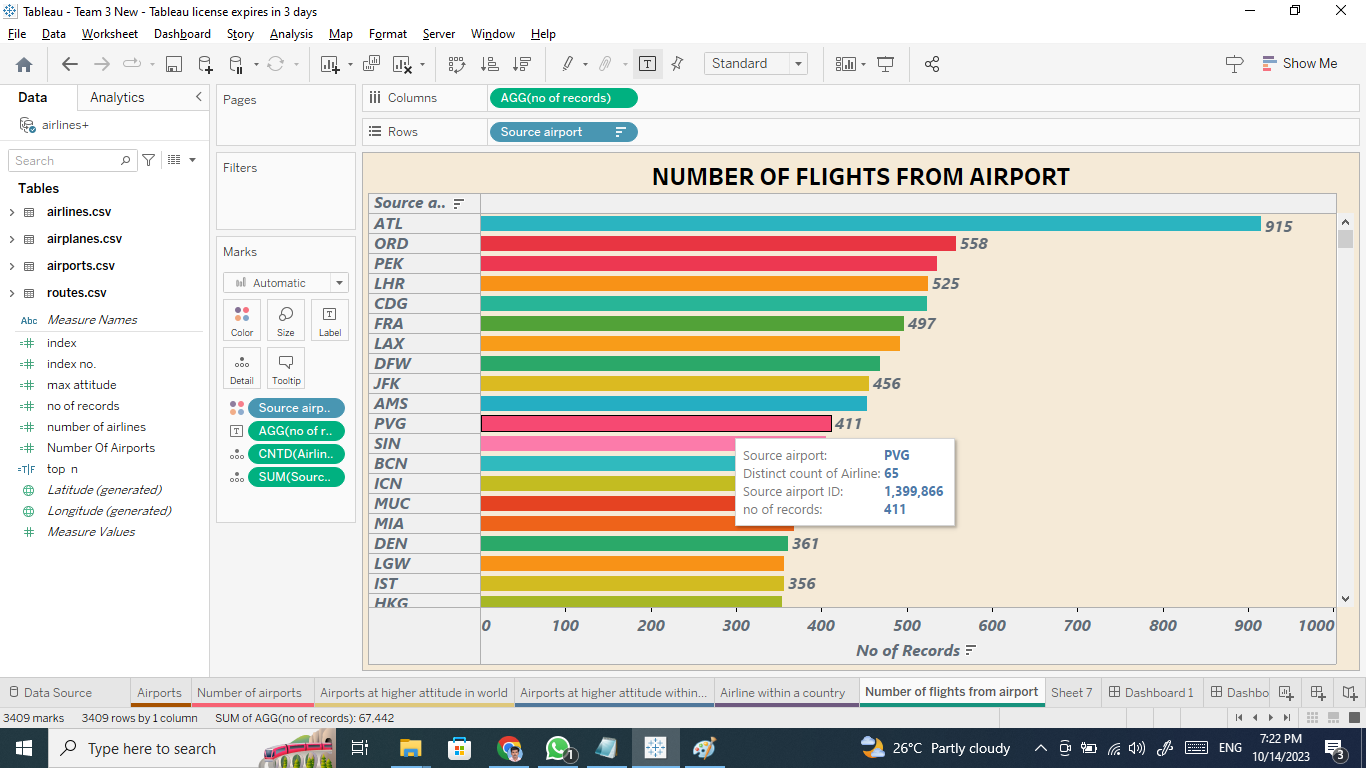 Tableau - Team 3 New - Tableau license expires in 3 days
File Data Worksheet Dashboard Story Analysis Map Format Server Window Help
Standard
Show Me
Data Analytics
airlines+
Search
Tables
airlines.csv
airplanes.csv
airports.csv
routes.csv
Abc Measure Names
index
index no.
max attitude
no of records
number of airlines
Number Of Airports
top n
Latitude (generated)
Longitude (generated)
Measure Values
Pages
Filters
Marks
Automatic
Color Size Label
Detail Tooltip
Source airp..
AGG(no of r..
CNTD(Airlin..
SUM(Sourc..
Columns AGG(no of records)
Rows Source airport
NUMBER OF FLIGHTS FROM AIRPORT
Source a..
ATL 915
ORD 558
PEK
LHR 525
CDG
FRA 497
LAX
DFW
JFK 456
AMS
PVG 411
SIN
BCN
ICN
MUC
MIA
DEN 361
LGW
IST 356
HKG
Source airport: PVG
Distinct count of Airline: 65
Source airport ID: 1,399,866
no of records: 411
0 100 200 300 400 500 600 700 800 900 1000
No of Records
Data Source Airports Number of airports Airports at higher attitude in world Airports at higher attitude within... Airline within a country Number of flights from airport Sheet 7 Dashboard 1 Dashbo
3409 marks 3409 rows by 1 column SUM of AGG(no of records): 67,442
Type here to search
1
26°C Partly cloudy
ENG
7:22 PM
10/14/2023
3